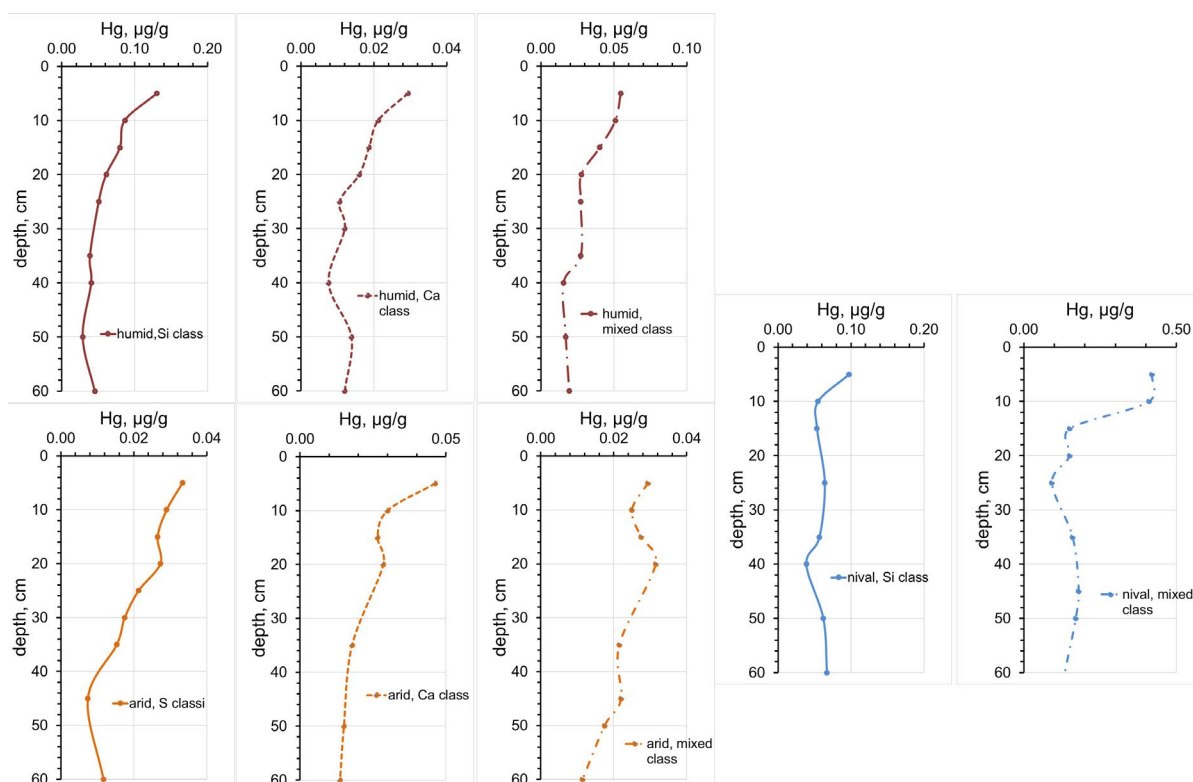 Hg, µg/g
0.00 0.10 0.20
0
10
20
30
40
50
60
depth, cm
humid,Si class
Hg, µg/g
0.00 0.02 0.04
0
10
20
30
40
50
60
depth, cm
humid, Ca
class
Hg, µg/g
0.00 0.05 0.10
0
10
20
30
40
50
60
depth, cm
humid,
mixed class
Hg, µg/g
0.00 0.10 0.20
0
10
20
30
40
50
60
depth, cm
nival, Si class
Hg, µg/g
0.00 0.50
0
10
20
30
40
50
60
depth, cm
nival, mixed
class
Hg, µg/g
0.00 0.02 0.04
0
10
20
30
40
50
60
depth, cm
arid, S classi
Hg, µg/g
0.00 0.05
0
10
20
30
40
50
60
depth, cm
arid, Ca class
Hg, µg/g
0.00 0.02 0.04
0
10
20
30
40
50
60
depth, cm
arid, mixed
class